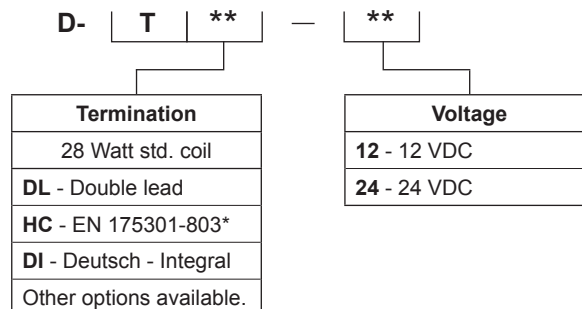 D- T ** — **
Termination
28 Watt std. coil
DL - Double lead
HC - EN 175301-803*
DI - Deutsch - Integral
Other options available.
Voltage
12 - 12 VDC
24 - 24 VDC